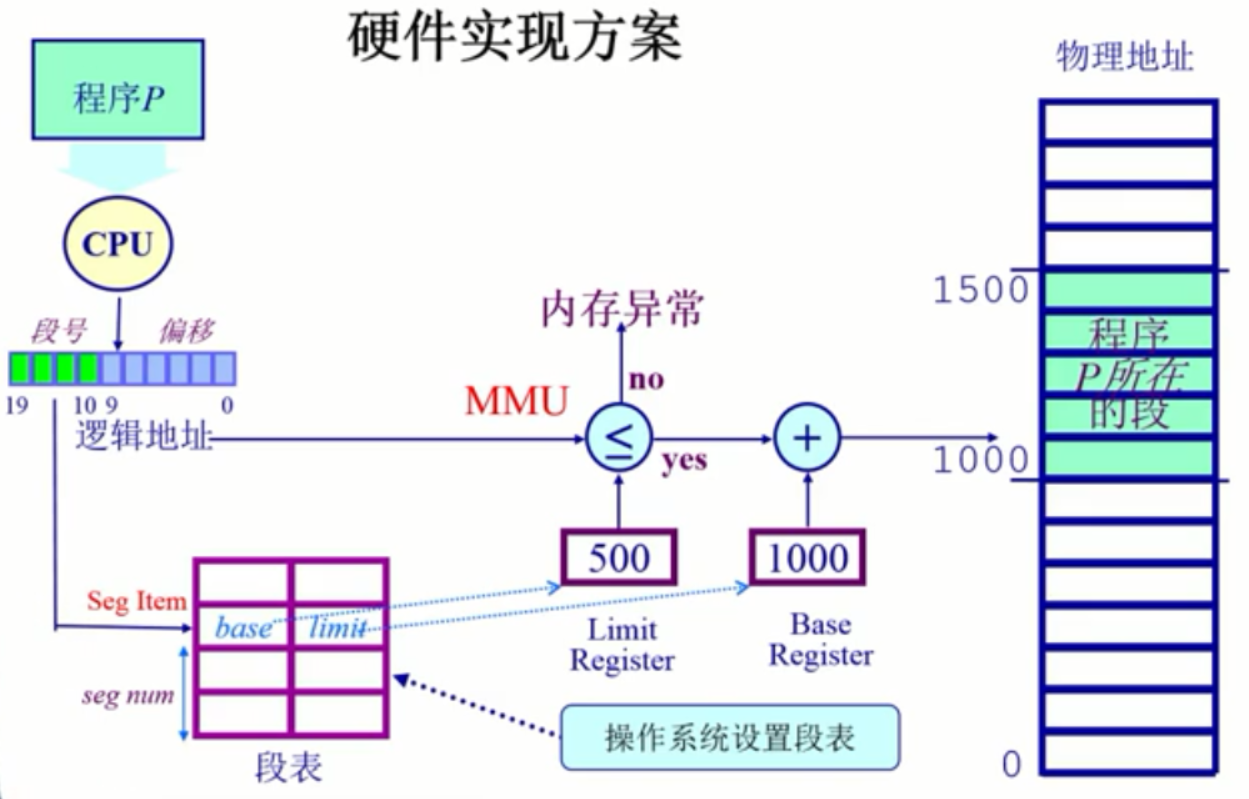 硬件实现方案
物理地址
程序P
CPU
段号
偏移
19
10
9
0
逻辑地址
MMU
内存异常
no
≤
yes
+
1500
程序
P所在
的段
1000
0
500
1000
Limit
Register
Base
Register
Seg Item
base
limit
seg num
段表
操作系统设置段表